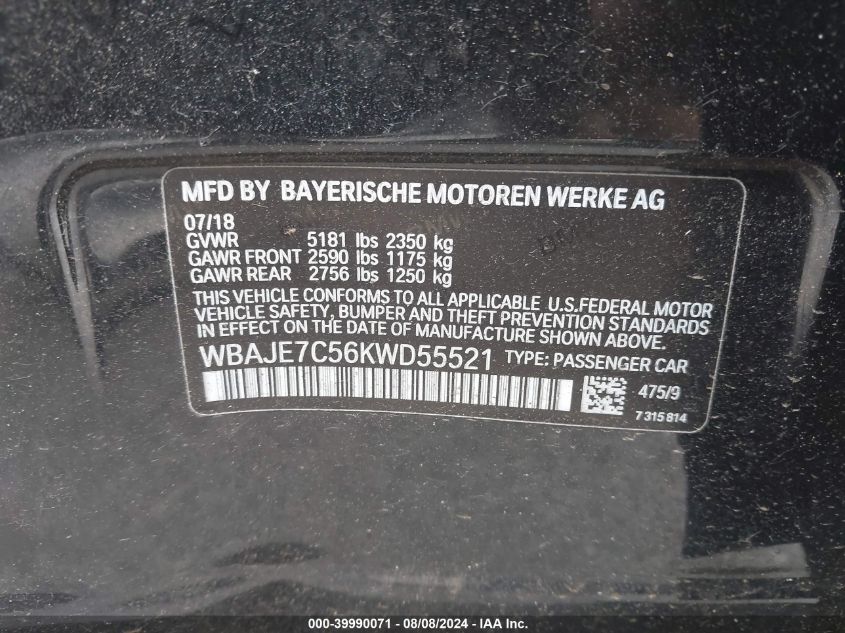 MFD BY BAYERISCHE MOTOREN WERKE AG
07/18
GVWR 5181 lbs 2350 kg
GAWR FRONT 2590 lbs 1175 kg
GAWR REAR 2756 lbs 1250 kg
THIS VEHICLE CONFORMS TO ALL APPLICABLE U.S.FEDERAL MOTOR
VEHICLE SAFETY, BUMPER AND THEFT PREVENTION STANDARDS
IN EFFECT ON THE DATE OF MANUFACTURE SHOWN ABOVE.
WBAJE7C56KWD55521 TYPE: PASSENGER CAR
475/9
7 315 814
000-39990071 - 08/08/2024 - IAA Inc.